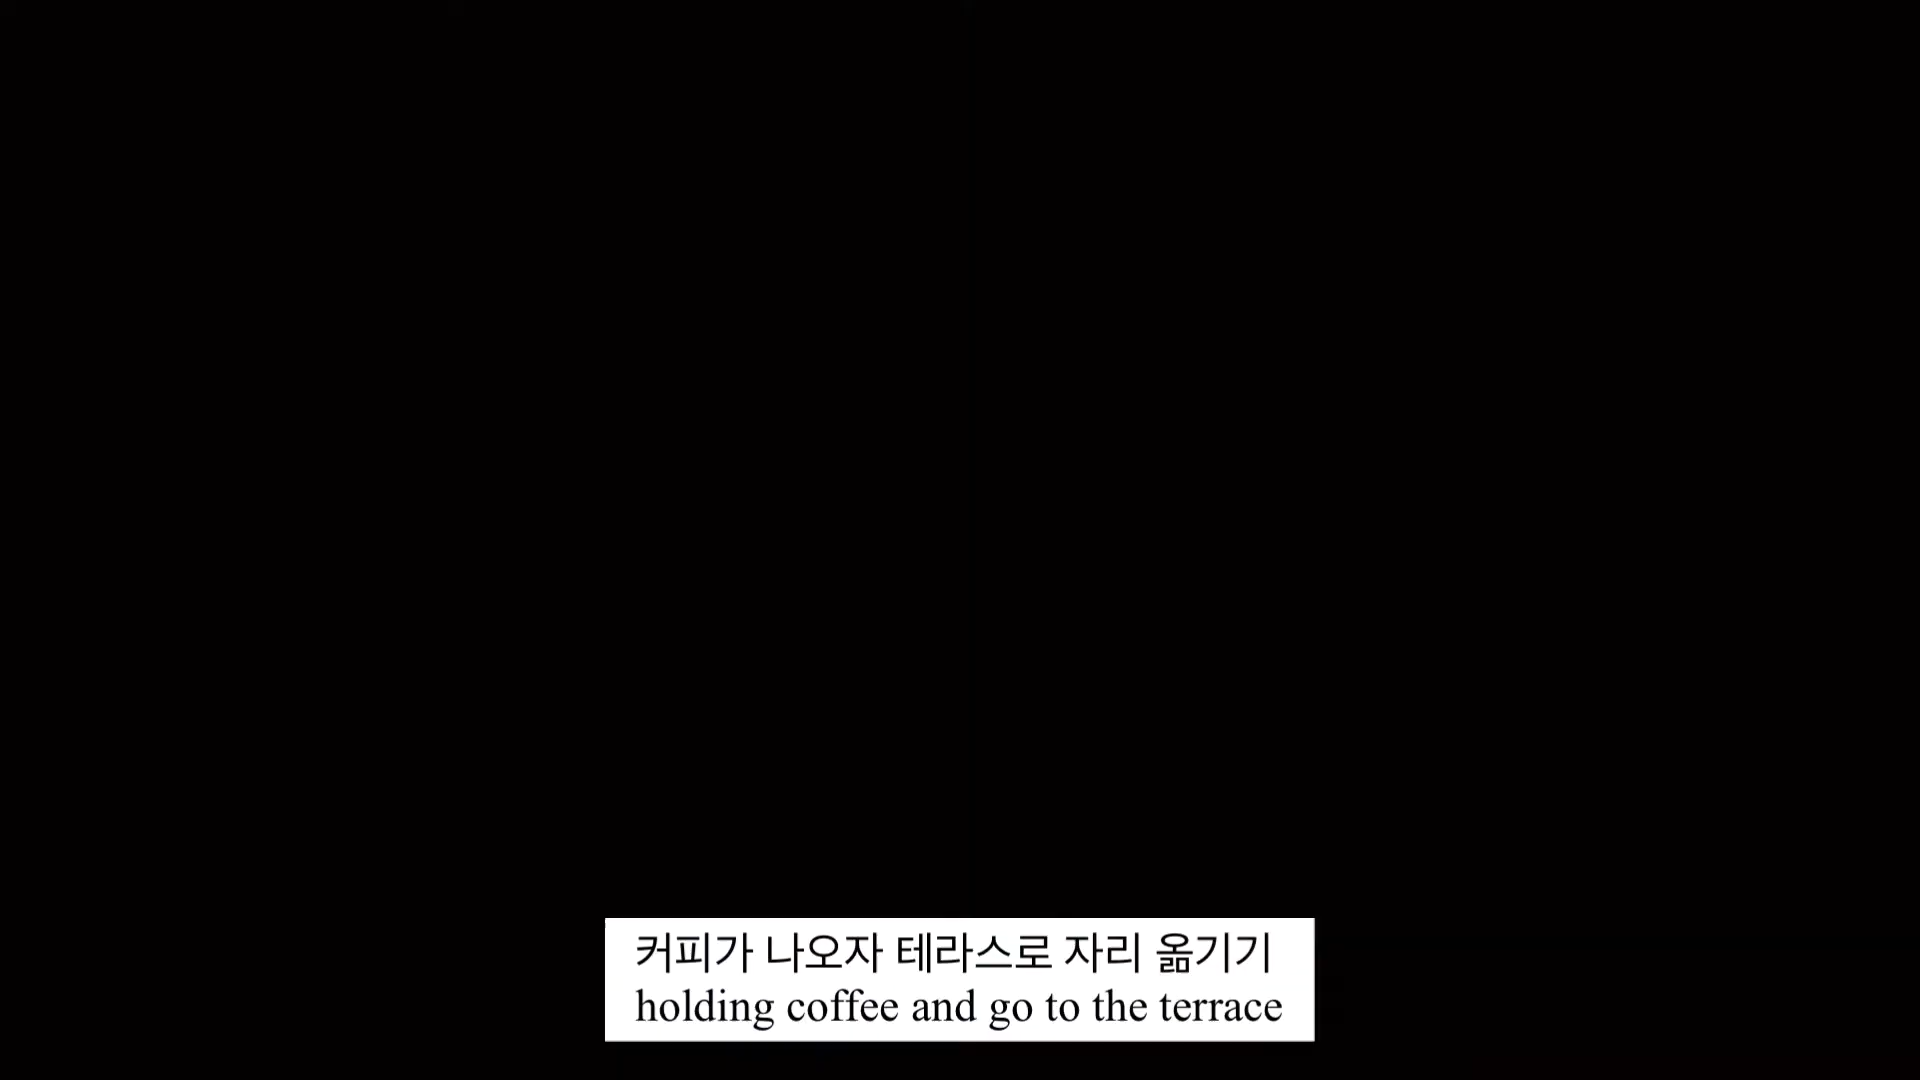 커피가 나오자 테라스로 자리 옮기기
holding coffee and go to the terrace